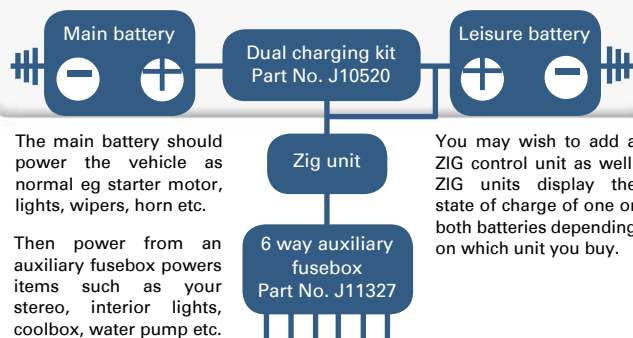 Main battery
Dual charging kit
Part No. J10520
Leisure battery
The main battery should
power the vehicle as
normal eg starter motor,
lights, wipers, horn etc.
Then power from an
auxiliary fusebox powers
items such as your
stereo, interior lights,
coolbox, water pump etc.
Zig unit
6 way auxiliary
fusebox
Part No. J11327
You may wish to add a
ZIG control unit as well.
ZIG units display the
state of charge of one or
both batteries depending
on which unit you buy.